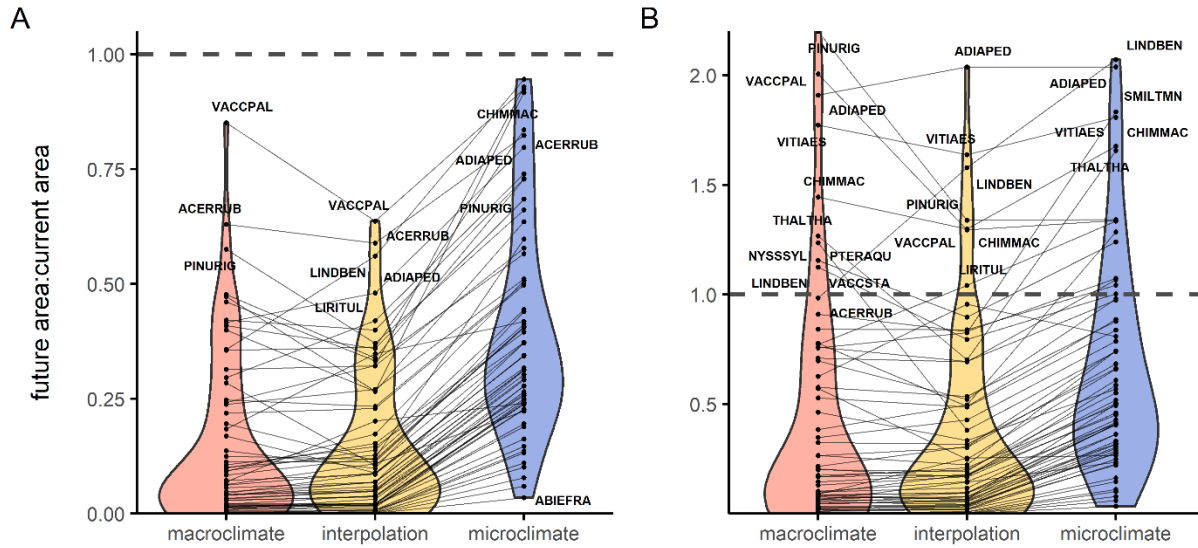 A
future area:current area
1.00
0.75
0.50
0.25
0.00
VACCPAL
ACERRUB
PINURIG
VACCPAL
ACERRUB
LINDBEN
ADIAPED
LIRITUL
CHIMMAC
ACERRUB
ADIAPED
PINURIG
ABIEFRA
macroclimate interpolation microclimate
B
2.0
1.5
1.0
0.5
PINURIG
VACCPAL
ADIAPED
VITIAES
CHIMMAC
THALTHA
NYSSSYL PTERAQU
LINDBEN VACCSTA
ACERRUB
ADIAPED
VITIAES
LINDBEN
PINURIG
VACCPAL CHIMMAC
LIRITUL
LINDBEN
ADIAPED
SMILTMN
VITIAES CHIMMAC
THALTHA
macroclimate interpolation microclimate